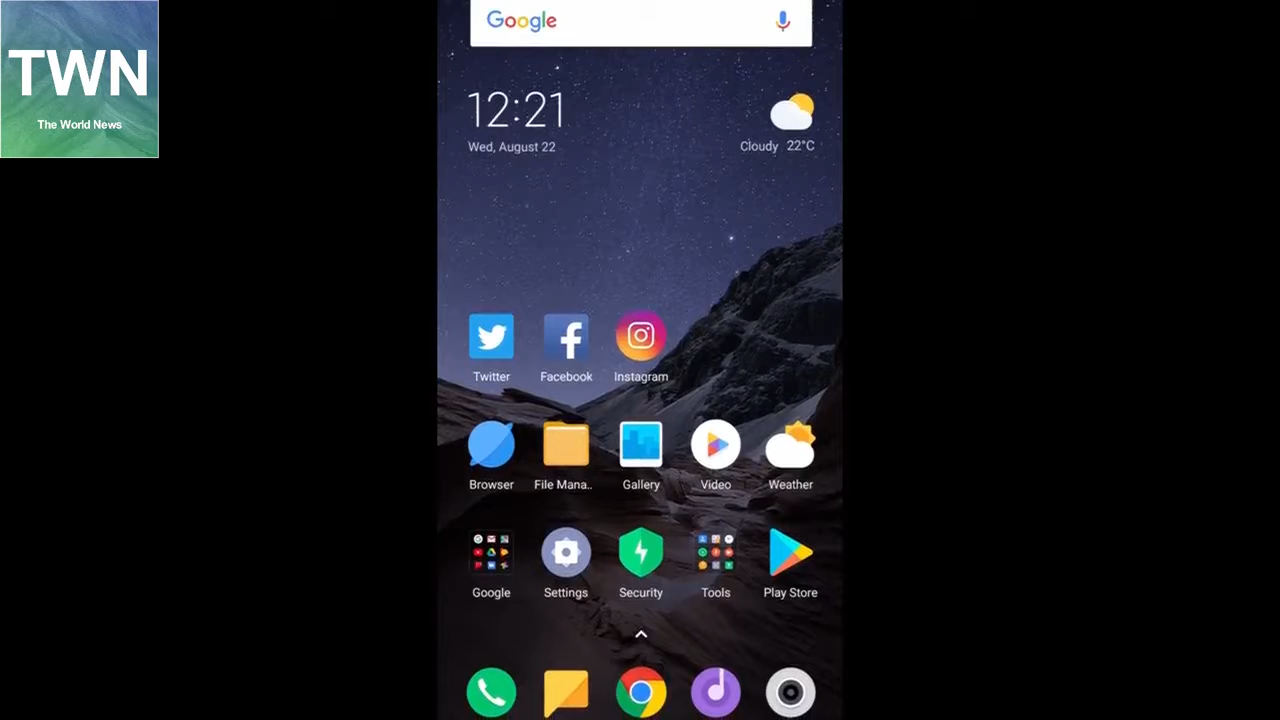 TWN
The World News
Google
12:21
Wed, August 22
Cloudy 22°C
Twitter
Facebook
Instagram
Browser
File Mana..
Gallery
Video
Weather
Google
Settings
Security
Tools
Play Store